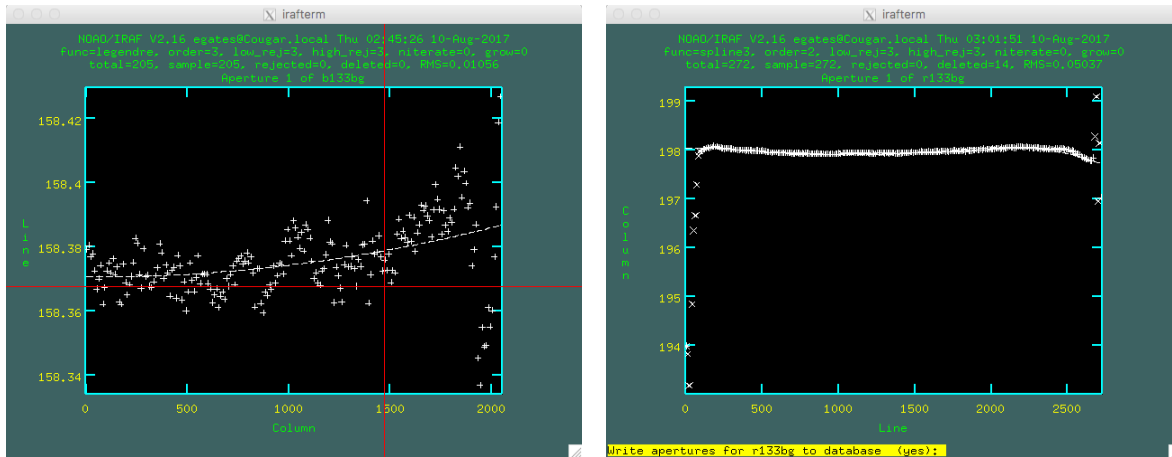 irafterm
NOAO/IRAF V2.16 egates@Cougar.local Thu 02:45:26 10-Aug-2017
func=legendre, order=3, low_rej=3, high_rej=3, niterate=0, grow=0
total=205, sample=205, rejected=0, deleted=0, RMS=0.01056
Aperture 1 of b133bg
158.42
158.4
158.38
158.36
158.34
Line
0 500 1000 1500 2000
Column
irafterm
NOAO/IRAF V2.16 egates@Cougar.local Thu 03:01:51 10-Aug-2017
func=spline3, order=2, low_rej=3, high_rej=3, niterate=0, grow=0
total=272, sample=272, rejected=0, deleted=14, RMS=0.05037
Aperture 1 of r133bg
199
198
197
196
195
194
Column
0 500 1000 1500 2000 2500
Line
Write apertures for r133bg to database (yes):